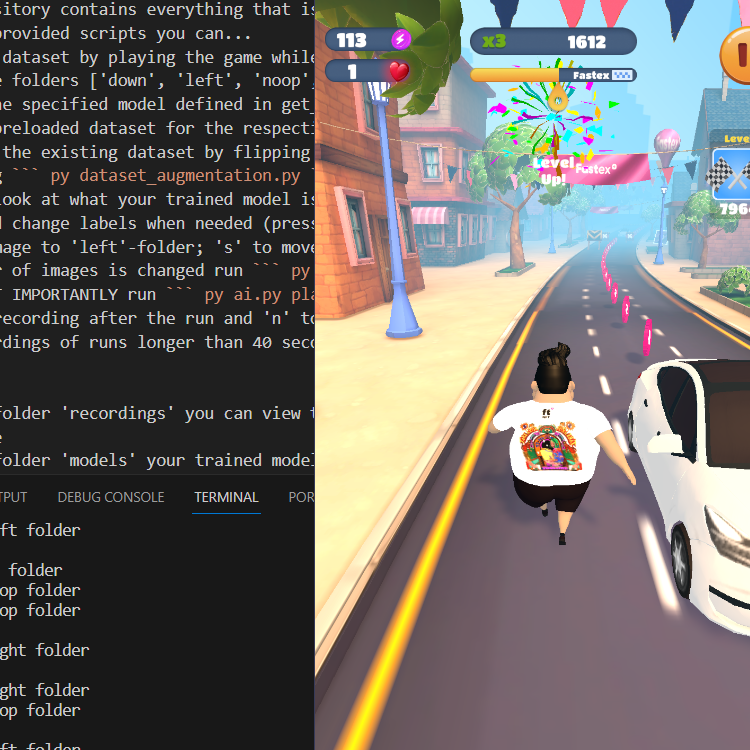 sitory contains everything that is
provided scripts you can...
dataset by playing the game while
e folders ['down', 'left', 'noop',
he specified model defined in get_
preloaded dataset for the respecti
the existing dataset by flipping
g ``` py dataset_augmentation.py
look at what your trained model is
d change labels when needed (press
mage to 'left'-folder; 's' to move
r of images is changed run ``` py
T IMPORTANTLY run ``` py ai.py pla
recording after the run and 'n' to
rdings of runs longer than 40 seco
folder 'recordings' you can view t
e
folder 'models' your trained model
TPUT DEBUG CONSOLE TERMINAL POR
ft folder
folder
op folder
op folder
ght folder
ght folder
op folder
ft folder
113
1
x3 1612
Fastex
Level Up!
Fastex
Leve
796
ft